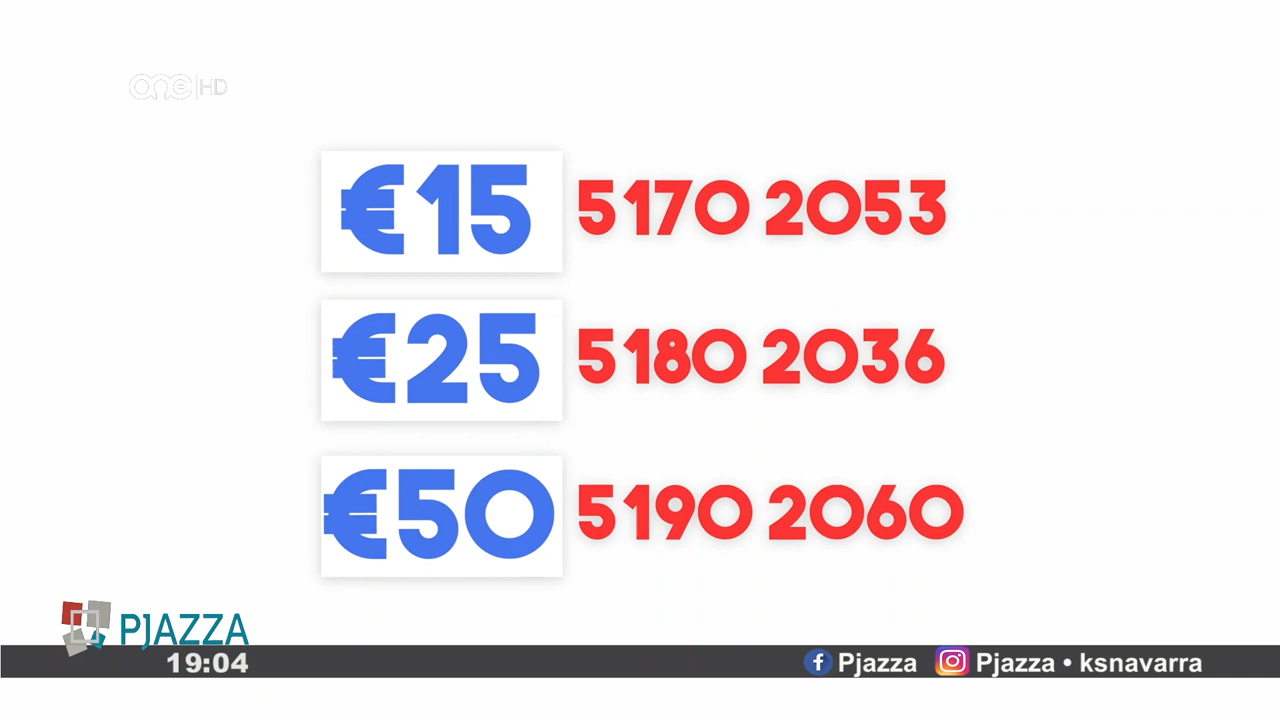 one HD
€15 5170 2053
€25 5180 2036
€50 5190 2060
PJAZZA
19:04
Pjazza Pjazza • ksnavarra